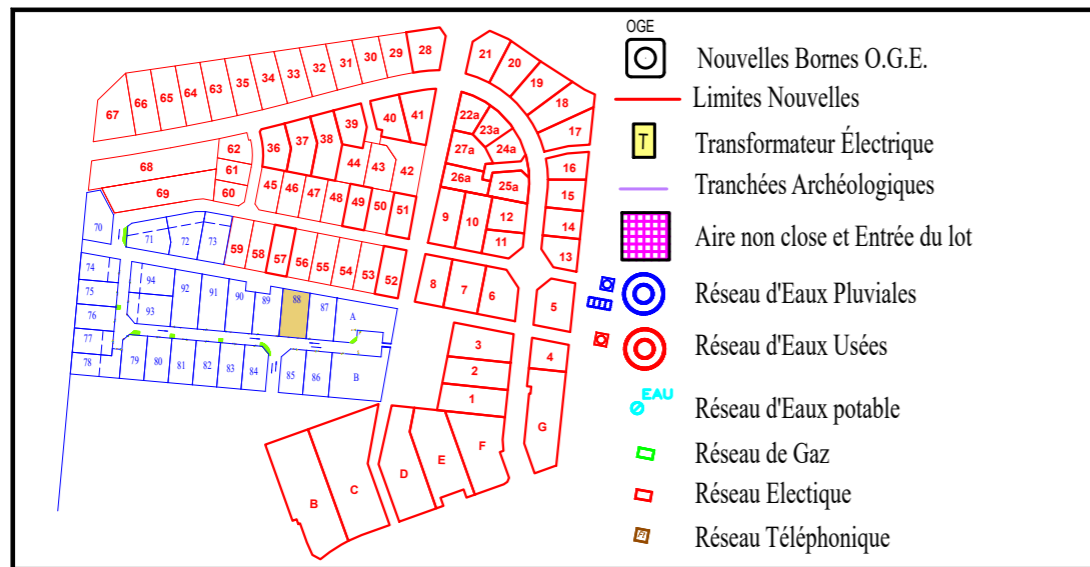 OGE
Nouvelles Bornes O.G.E.
Limites Nouvelles
T
Transformateur Électrique
Tranchées Archéologiques
Aire non close et Entrée du lot
Réseau d'Eaux Pluviales
Réseau d'Eaux Usées
EAU
Réseau d'Eaux potable
Réseau de Gaz
Réseau Electique
Réseau Téléphonique
67 66 65 64 63 35 34 33 32 31 30 29 28
21 20 19 18 17
22a 23a 24a 27a 26a 25a
16 15 14 13
68 62 61 60 69
36 37 38 39 40 41
44 43 42
45 46 47 48 49 50 51
9 10 12 11
70 71 72 73 59 58 57 56 55 54 53 52
8 7 6 5
74 75 76 77 78
94 93 92 91 90 89 88 87 A
79 80 81 82 83 84 85 86 B
3 2 1 4 G
B C D E F